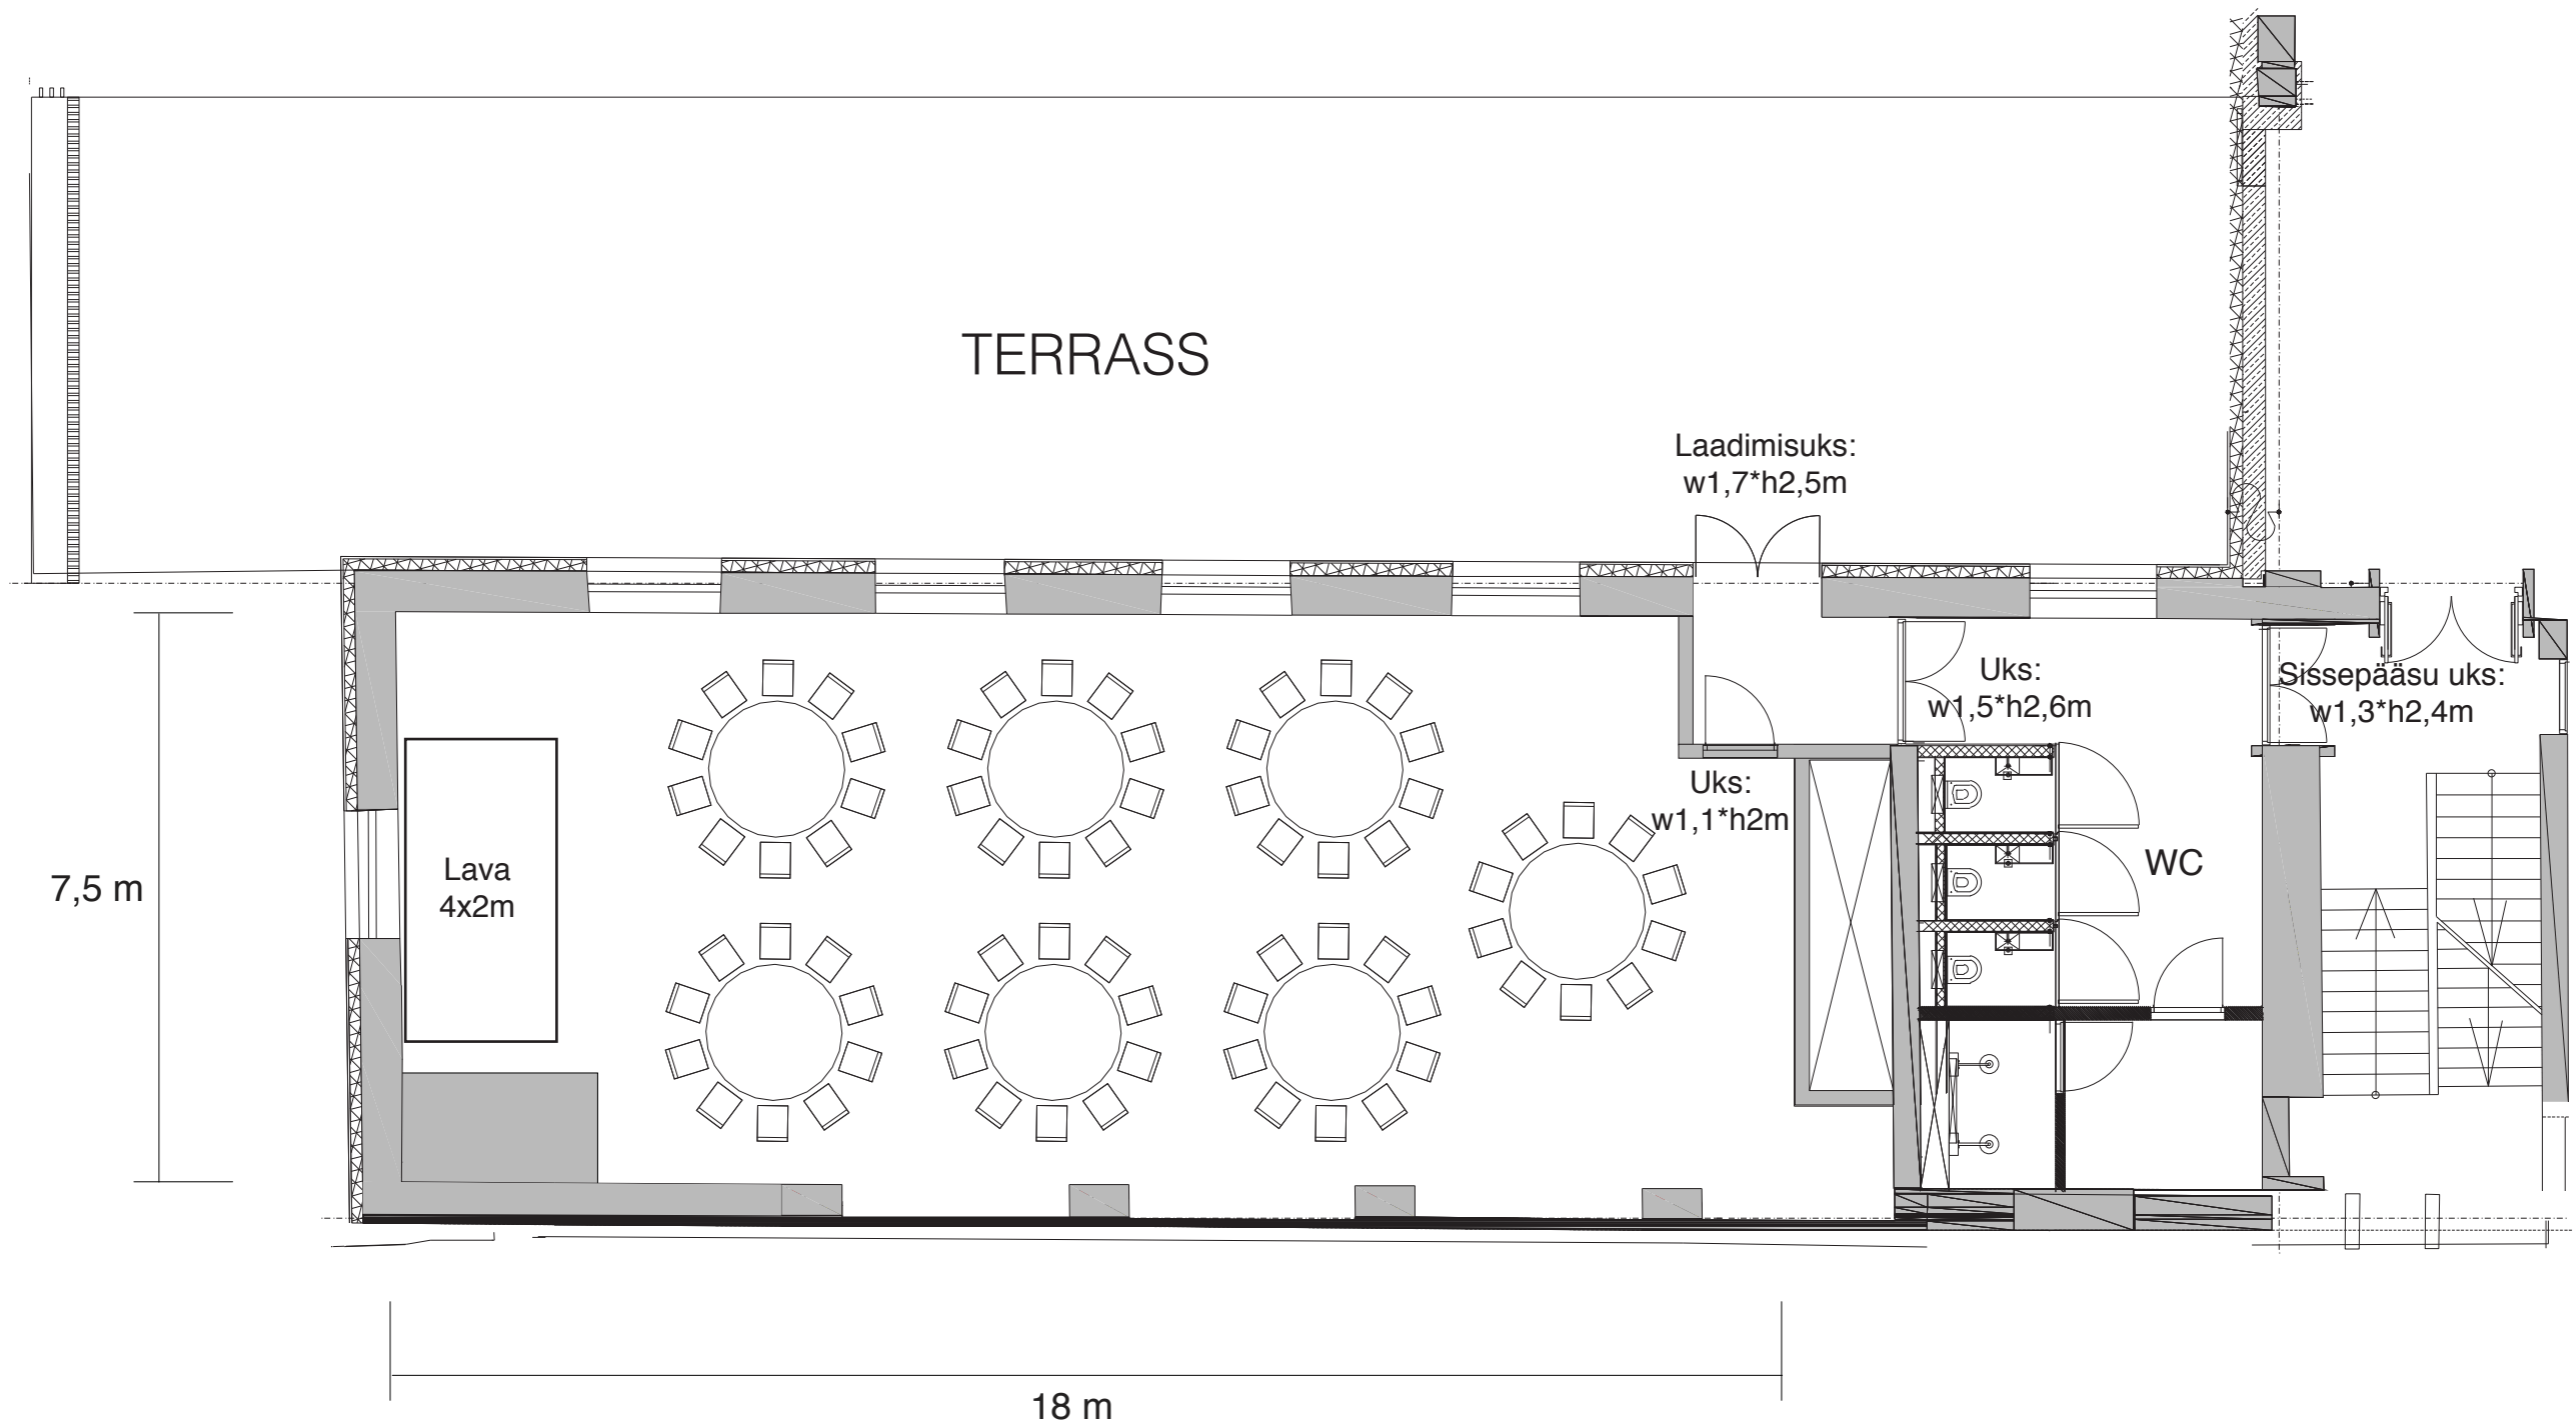 TERRASS
Laadimisuks:
w1,7*h2,5m
Uks:
w1,5*h2,6m
Sissepääsu uks:
w1,3*h2,4m
Uks:
w1,1*h2m
WC
Lava
4x2m
7,5 m
18 m